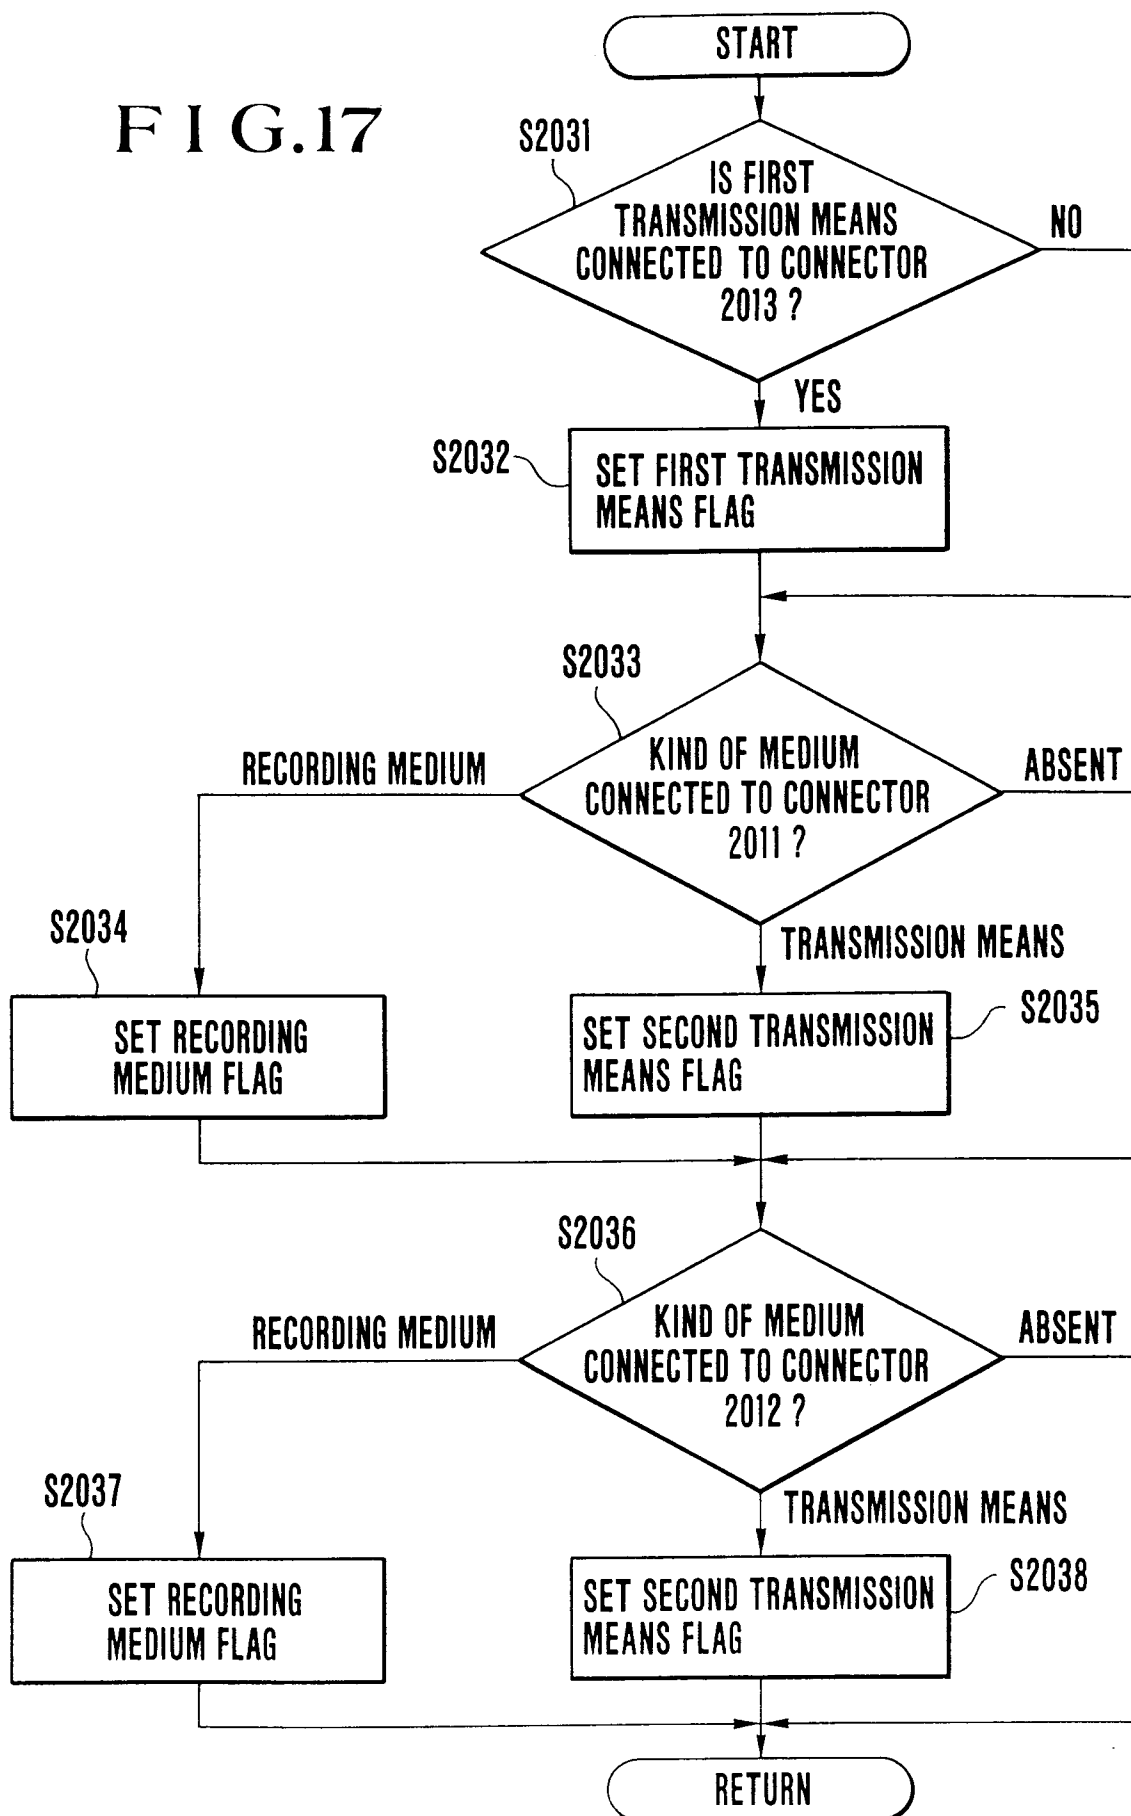 START
FIG.17
S2031
IS FIRST
TRANSMISSION MEANS
CONNECTED TO CONNECTOR
2013 ?
NO
YES
S2032
SET FIRST TRANSMISSION
MEANS FLAG
S2033
KIND OF MEDIUM
CONNECTED TO CONNECTOR
2011 ?
RECORDING MEDIUM
ABSENT
TRANSMISSION MEANS
S2034
SET RECORDING
MEDIUM FLAG
S2035
SET SECOND TRANSMISSION
MEANS FLAG
S2036
KIND OF MEDIUM
CONNECTED TO CONNECTOR
2012 ?
RECORDING MEDIUM
ABSENT
TRANSMISSION MEANS
S2037
SET RECORDING
MEDIUM FLAG
S2038
SET SECOND TRANSMISSION
MEANS FLAG
RETURN